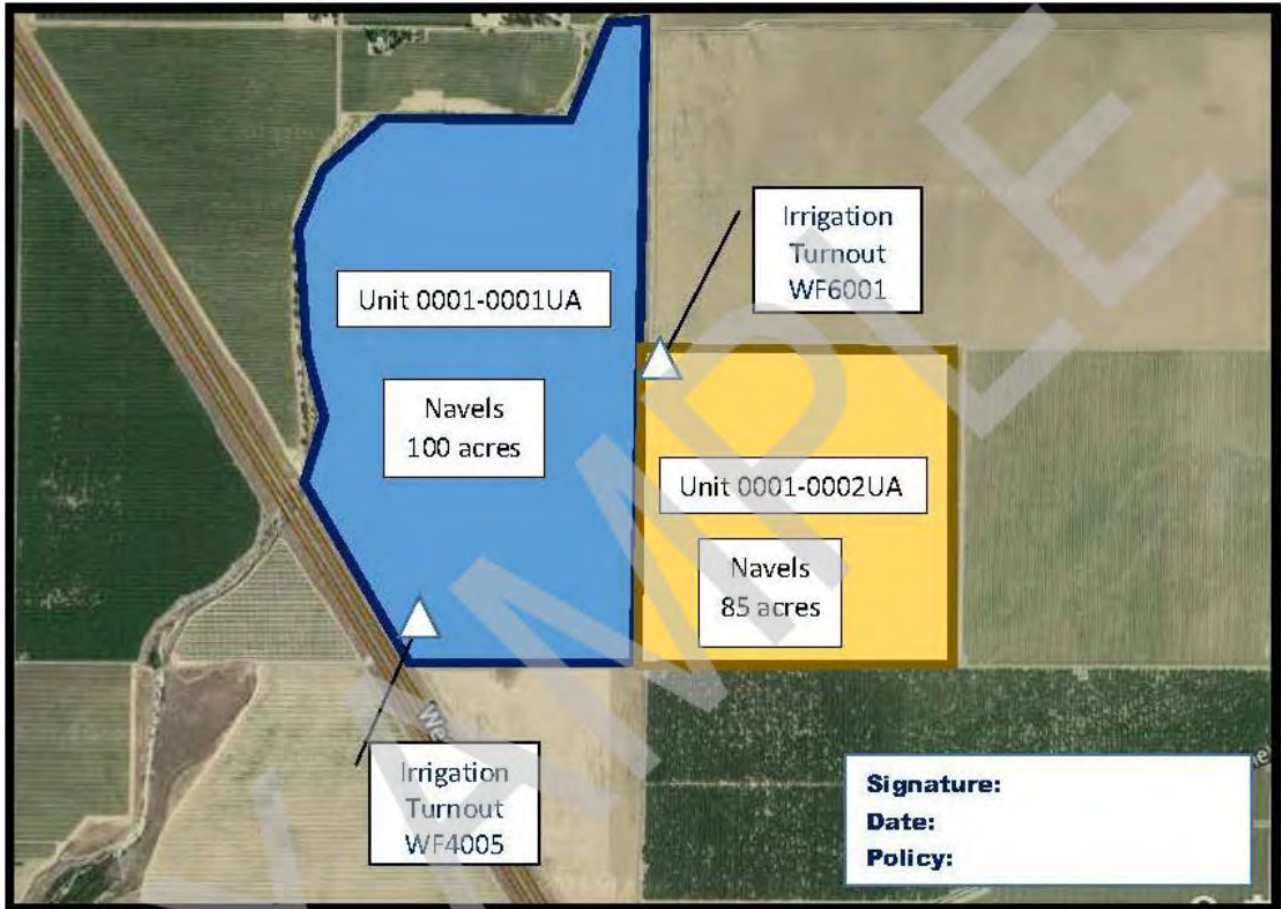 Irrigation
Turnout
WF6001
Unit 0001-0001UA
Navels
100 acres
Unit 0001-0002UA
Navels
85 acres
Irrigation
Turnout
WF4005
Signature:
Date:
Policy:
SAMPLE